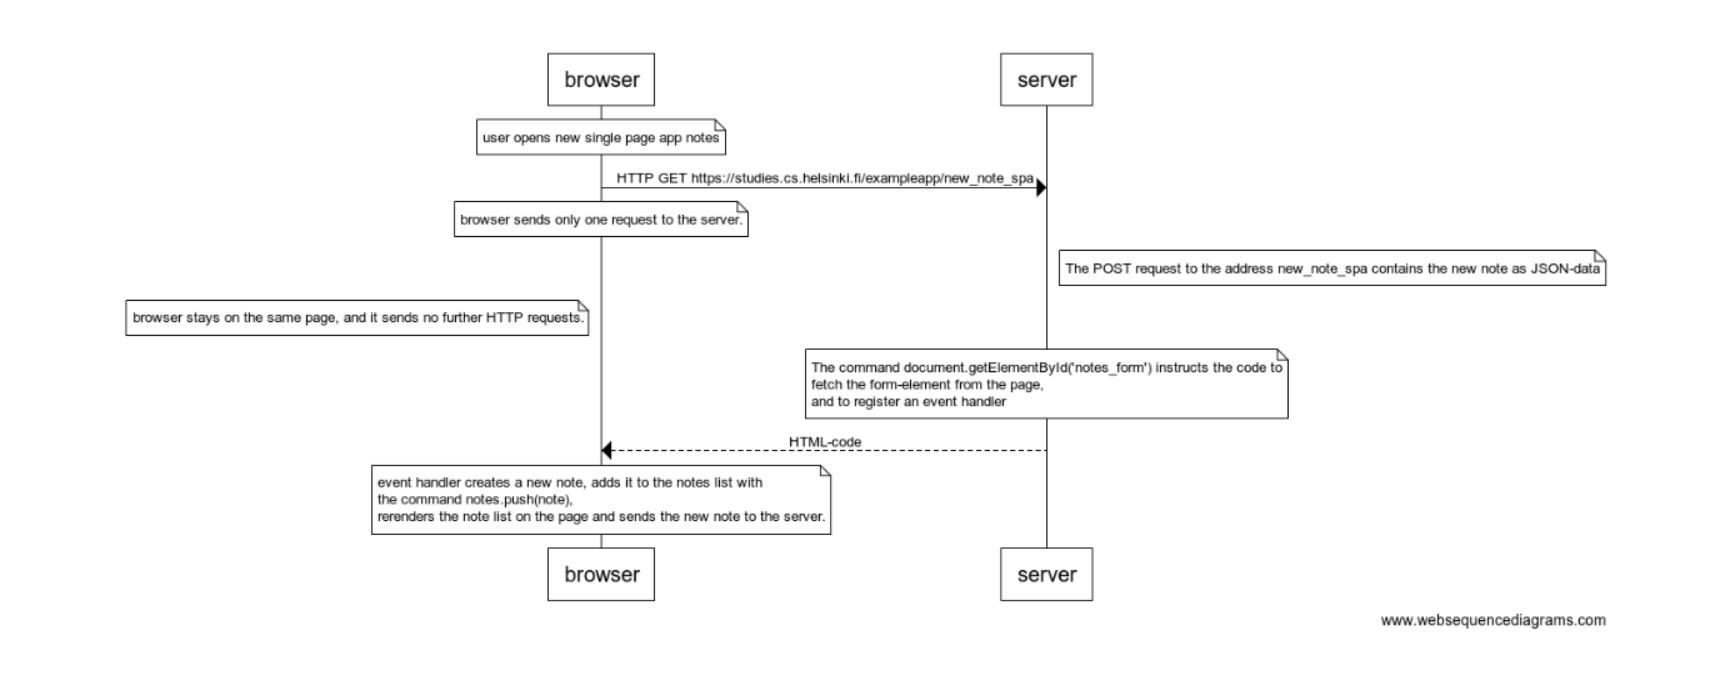 browser
server
user opens new single page app notes
HTTP GET https://studies.cs.helsinki.fi/exampleapp/new_note_spa
browser sends only one request to the server.
The POST request to the address new_note_spa contains the new note as JSON-data
browser stays on the same page, and it sends no further HTTP requests.
The command document.getElementById('notes_form') instructs the code to
fetch the form-element from the page,
and to register an event handler
HTML-code
event handler creates a new note, adds it to the notes list with
the command notes.push(note),
rerenders the note list on the page and sends the new note to the server.
browser
server
www.websequencediagrams.com